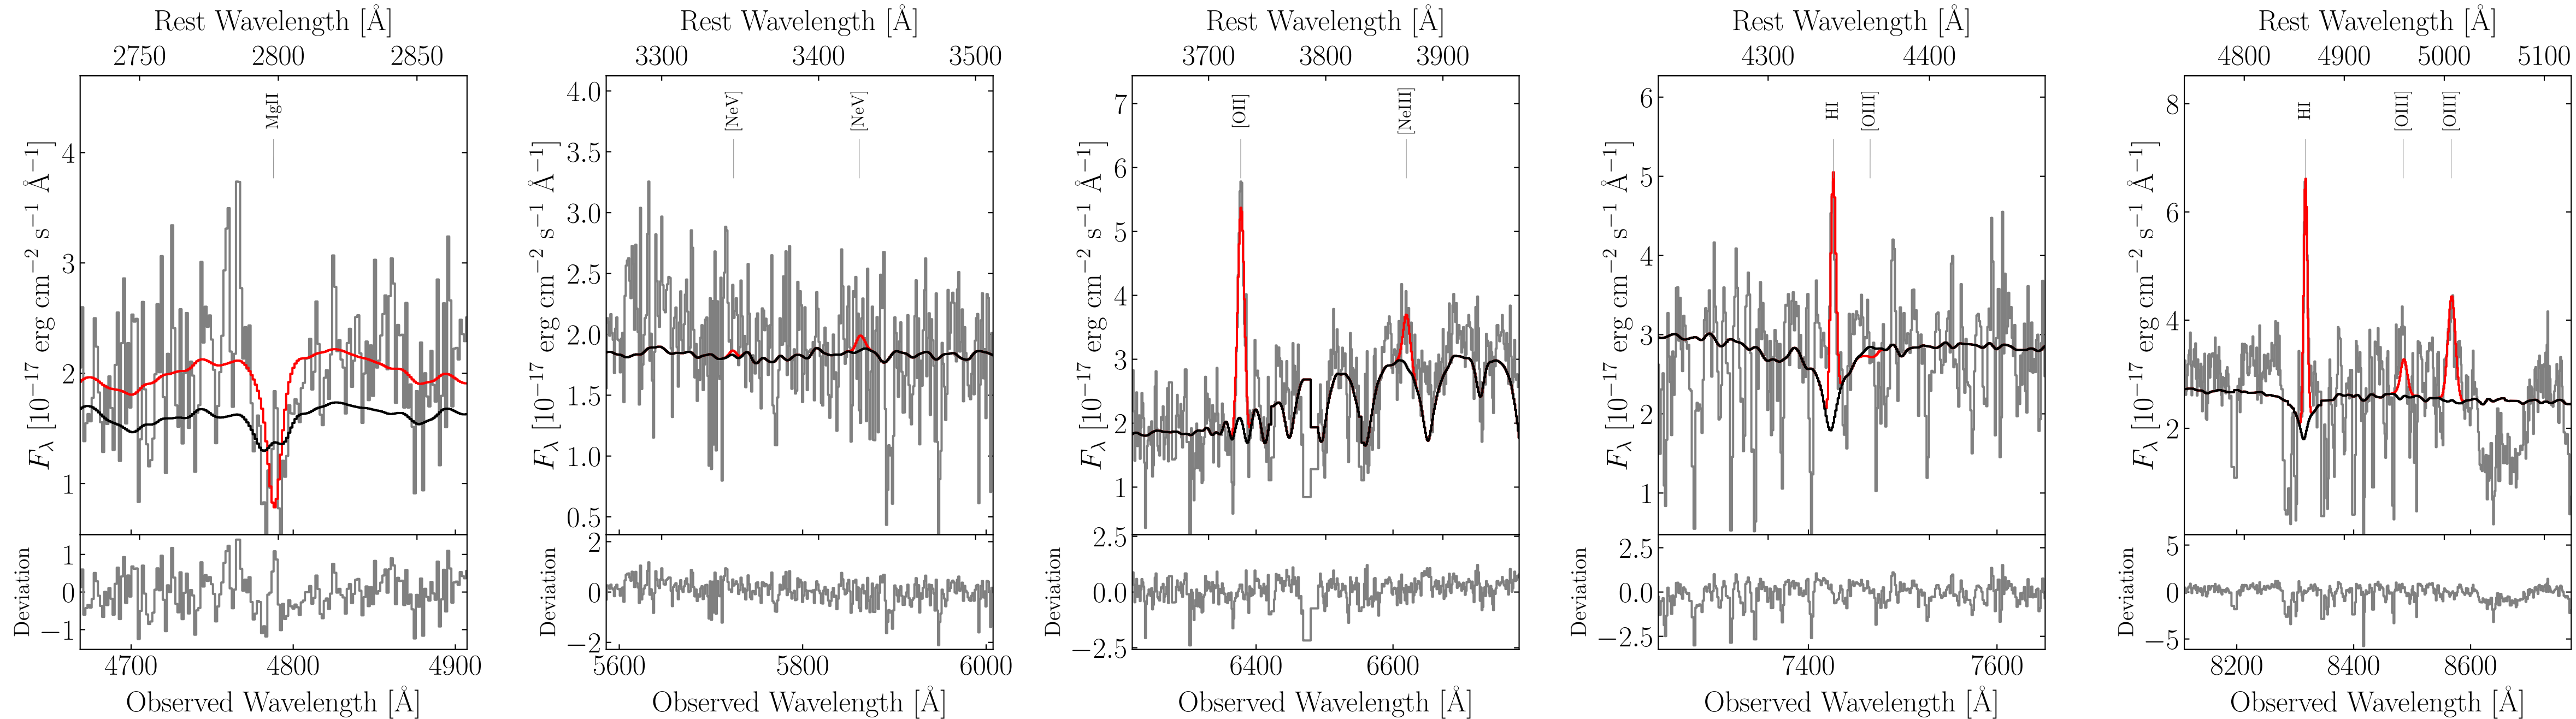 Rest Wavelength [Å]
2750 2800 2850
MgII
F_λ [10^−17 erg cm^−2 s^−1 Å^−1]
4
3
2
1
Deviation
1
0
−1
4700 4800 4900
Observed Wavelength [Å]
Rest Wavelength [Å]
3300 3400 3500
[NeV] [NeV]
F_λ [10^−17 erg cm^−2 s^−1 Å^−1]
4.0
3.5
3.0
2.5
2.0
1.5
1.0
0.5
Deviation
2
0
−2
5600 5800 6000
Observed Wavelength [Å]
Rest Wavelength [Å]
3700 3800 3900
[OII] [NeIII]
F_λ [10^−17 erg cm^−2 s^−1 Å^−1]
7
6
5
4
3
2
1
Deviation
2.5
0.0
−2.5
6400 6600
Observed Wavelength [Å]
Rest Wavelength [Å]
4300 4400
HI [OIII]
F_λ [10^−17 erg cm^−2 s^−1 Å^−1]
6
5
4
3
2
1
Deviation
2.5
0.0
−2.5
7400 7600
Observed Wavelength [Å]
Rest Wavelength [Å]
4800 4900 5000 5100
HI [OIII] [OIII]
F_λ [10^−17 erg cm^−2 s^−1 Å^−1]
8
6
4
2
Deviation
5
0
−5
8200 8400 8600
Observed Wavelength [Å]